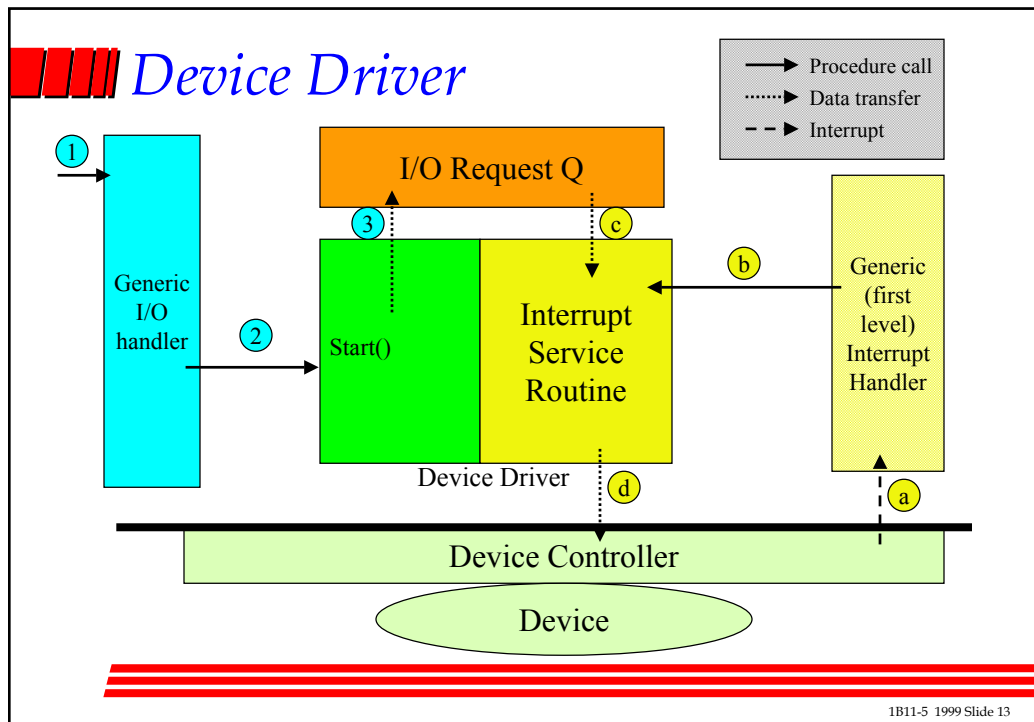 Device Driver
Procedure call
Data transfer
Interrupt
1
I/O Request Q
3
c
b
Generic
I/O
handler
2
Start()
Interrupt
Service
Routine
Generic
(first
level)
Interrupt
Handler
Device Driver
d
a
Device Controller
Device
1B11-5 1999 Slide 13